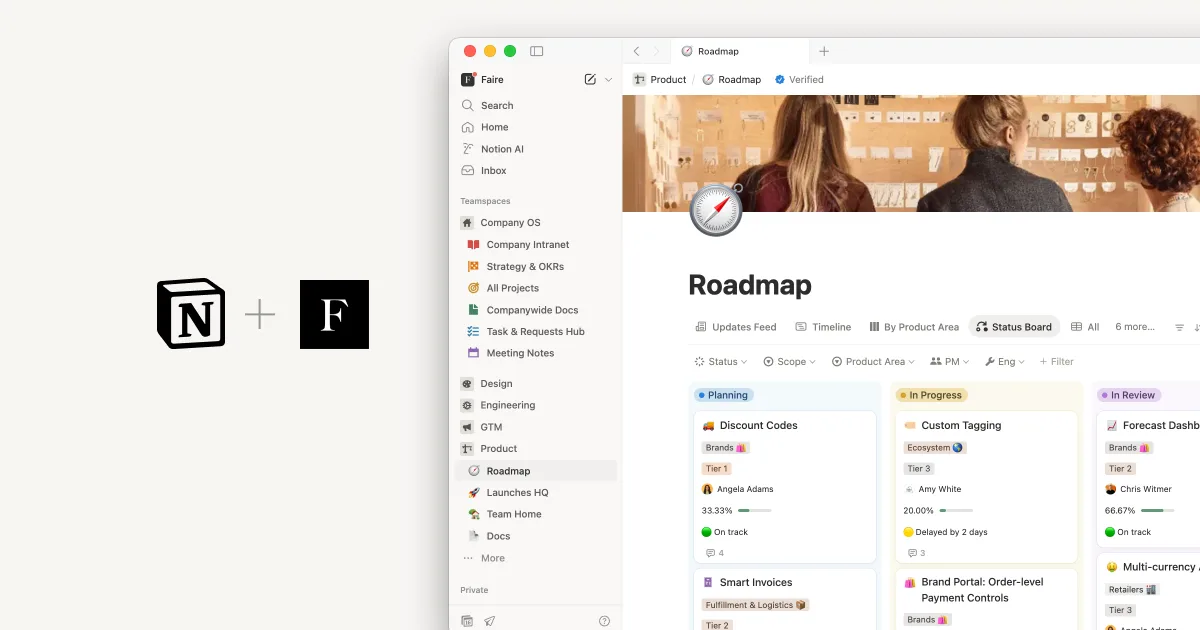 N
F
Faire
Search
Home
Notion AI
Inbox
Teamspaces
Company OS
Company Intranet
Strategy & OKRs
All Projects
Companywide Docs
Task & Requests Hub
Meeting Notes
Design
Engineering
GTM
Product
Roadmap
Launches HQ
Team Home
Docs
More
Private
Roadmap
Product / Roadmap Verified
Roadmap
Updates Feed Timeline By Product Area Status Board All 6 more...
Status Scope Product Area PM Eng + Filter
Planning
Discount Codes
Brands
Tier 1
Angela Adams
33.33%
On track
4
Smart Invoices
Fulfillment & Logistics
Tier 2
In Progress
Custom Tagging
Ecosystem
Tier 3
Amy White
20.00%
Delayed by 2 days
3
Brand Portal: Order-level
Payment Controls
Brands
In Review
Forecast Dashb
Brands
Tier 2
Chris Witmer
66.67%
On track
Multi-currency
Retailers
Tier 3
Angela Adams